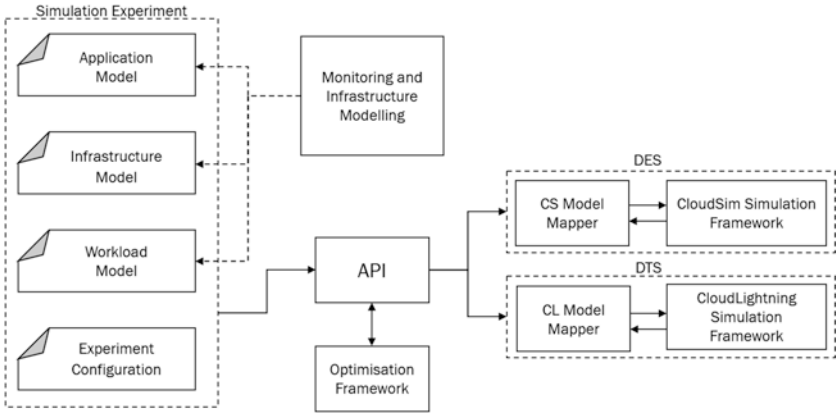 Simulation Experiment
Application
Model
Infrastructure
Model
Workload
Model
Experiment
Configuration
Monitoring and
Infrastructure
Modelling
API
Optimisation
Framework
DES
CS Model
Mapper
CloudSim Simulation
Framework
DTS
CL Model
Mapper
CloudLightning
Simulation
Framework